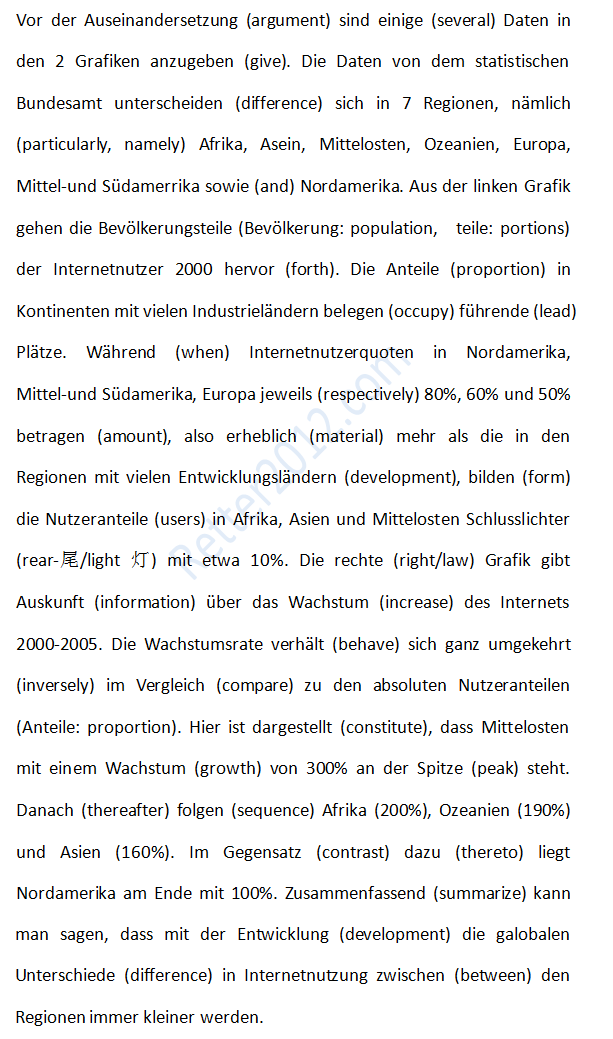 Vor der Auseinandersetzung (argument) sind einige (several) Daten in
den 2 Grafiken anzugeben (give). Die Daten von dem statistischen
Bundesamt unterscheiden (difference) sich in 7 Regionen, nämlich
(particularly, namely) Afrika, Asein, Mittelosten, Ozeanien, Europa,
Mittel-und Südamerrika sowie (and) Nordamerika. Aus der linken Grafik
gehen die Bevölkerungsteile (Bevölkerung: population, teile: portions)
der Internetnutzer 2000 hervor (forth). Die Anteile (proportion) in
Kontinenten mit vielen Industrieländern belegen (occupy) führende (lead)
Plätze. Während (when) Internetnutzerquoten in Nordamerika,
Mittel-und Südamerika, Europa jeweils (respectively) 80%, 60% und 50%
betragen (amount), also erheblich (material) mehr als die in den
Regionen mit vielen Entwicklungsländern (development), bilden (form)
die Nutzeranteile (users) in Afrika, Asien und Mittelosten Schlusslichter
(rear-尾/light 灯) mit etwa 10%. Die rechte (right/law) Grafik gibt
Auskunft (information) über das Wachstum (increase) des Internets
2000-2005. Die Wachstumsrate verhält (behave) sich ganz umgekehrt
(inversely) im Vergleich (compare) zu den absoluten Nutzeranteilen
(Anteile: proportion). Hier ist dargestellt (constitute), dass Mittelosten
mit einem Wachstum (growth) von 300% an der Spitze (peak) steht.
Danach (thereafter) folgen (sequence) Afrika (200%), Ozeanien (190%)
und Asien (160%). Im Gegensatz (contrast) dazu (thereto) liegt
Nordamerika am Ende mit 100%. Zusammenfassend (summarize) kann
man sagen, dass mit der Entwicklung (development) die galobalen
Unterschiede (difference) in Internetnutzung zwischen (between) den
Regionen immer kleiner werden.
Retter2012.com